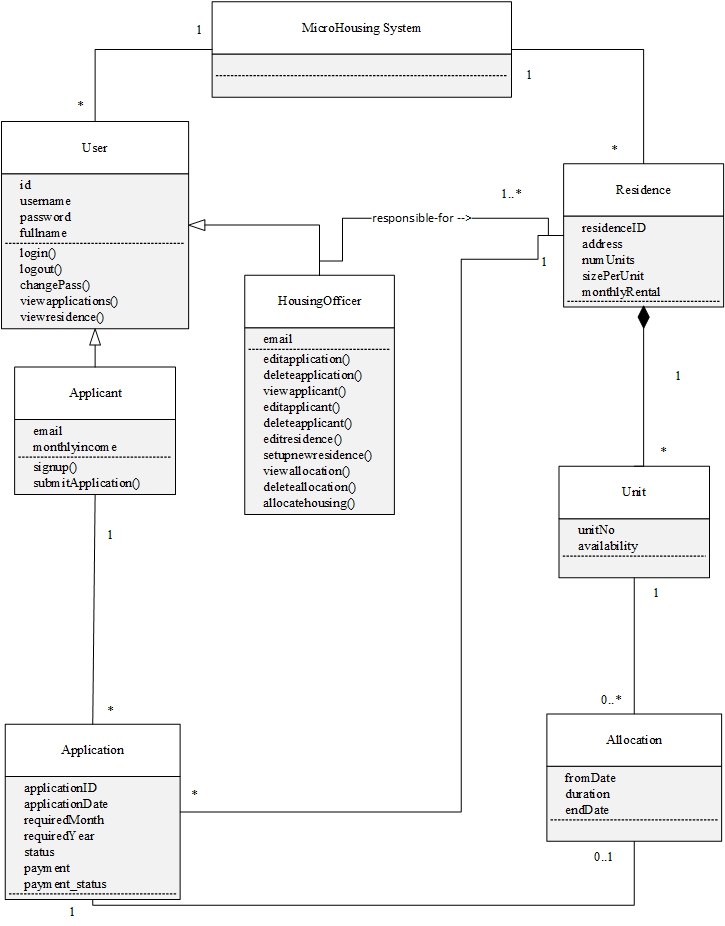 MicroHousing System
1
1
*
*
User
id
username
password
fullname
login()
logout()
changePass()
viewapplications()
viewresidence()
Residence
residenceID
address
numUnits
sizePerUnit
monthlyRental
1..*
responsible-for -->
1
HousingOfficer
email
editapplication()
deleteapplication()
viewapplicant()
editapplicant()
deleteapplicant()
editresidence()
setupnewresidence()
viewallocation()
deleteallocation()
allocatehousing()
Applicant
email
monthlyincome
signup()
submitApplication()
1
*
Unit
unitNo
availability
1
1
*
0..*
Application
applicationID
applicationDate
requiredMonth
requiredYear
status
payment
payment_status
*
Allocation
fromDate
duration
endDate
0..1
1